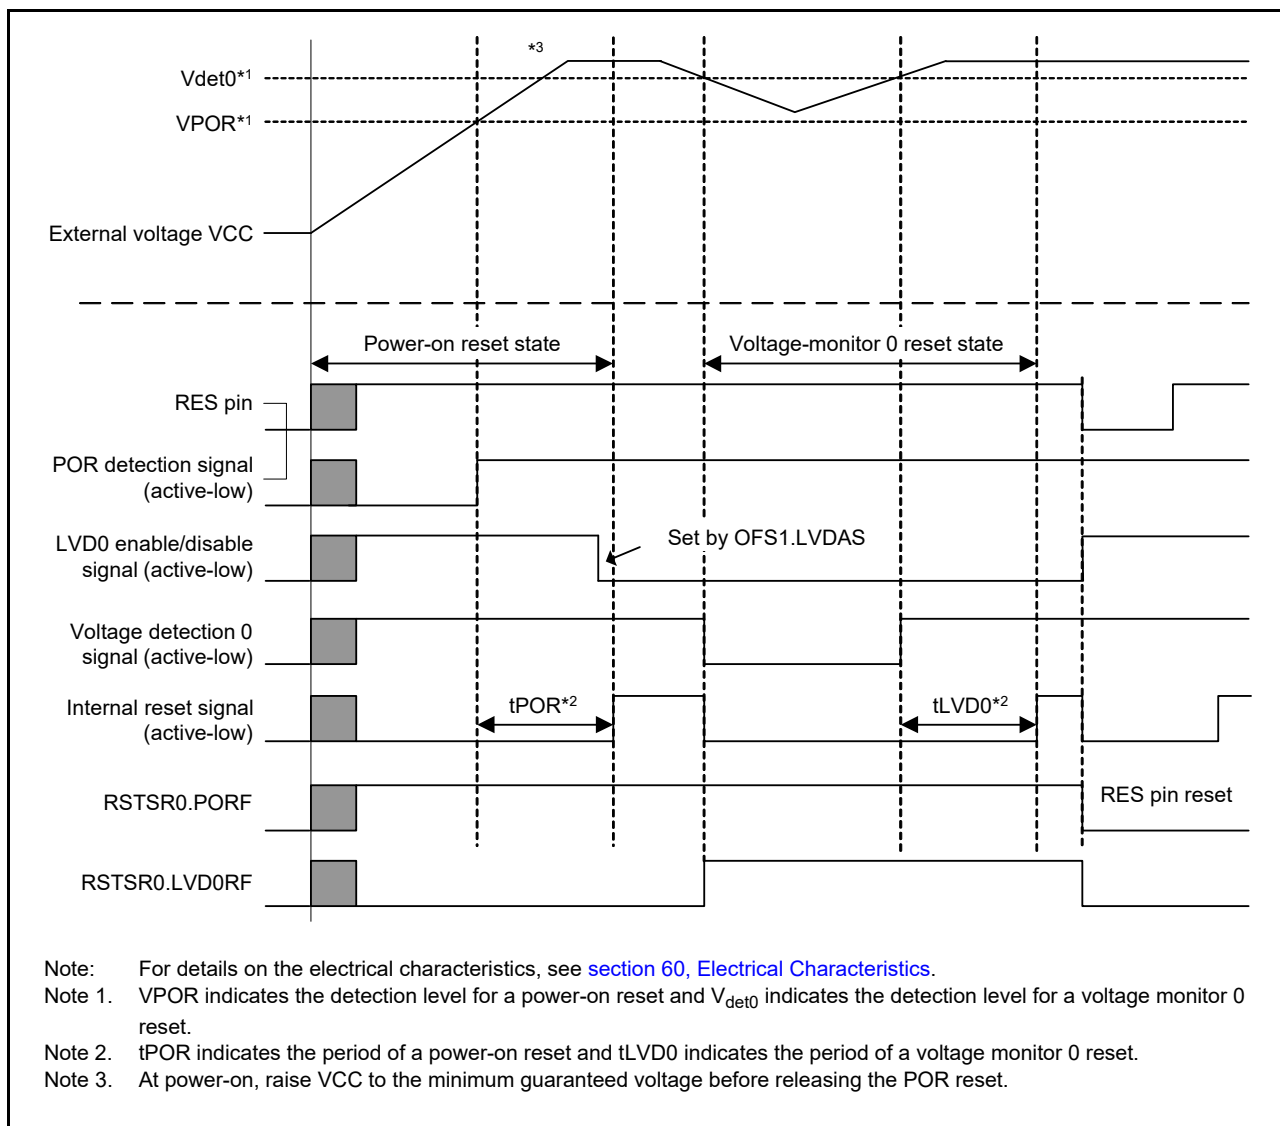 *3
Vdet0*1
VPOR*1
External voltage VCC
Power-on reset state
Voltage-monitor 0 reset state
RES pin
POR detection signal
(active-low)
LVD0 enable/disable
signal (active-low)
Set by OFS1.LVDAS
Voltage detection 0
signal (active-low)
Internal reset signal
(active-low)
tPOR*2
tLVD0*2
RSTSR0.PORF
RES pin reset
RSTSR0.LVD0RF
Note: For details on the electrical characteristics, see section 60, Electrical Characteristics.
Note 1. VPOR indicates the detection level for a power-on reset and Vdet0 indicates the detection level for a voltage monitor 0
reset.
Note 2. tPOR indicates the period of a power-on reset and tLVD0 indicates the period of a voltage monitor 0 reset.
Note 3. At power-on, raise VCC to the minimum guaranteed voltage before releasing the POR reset.